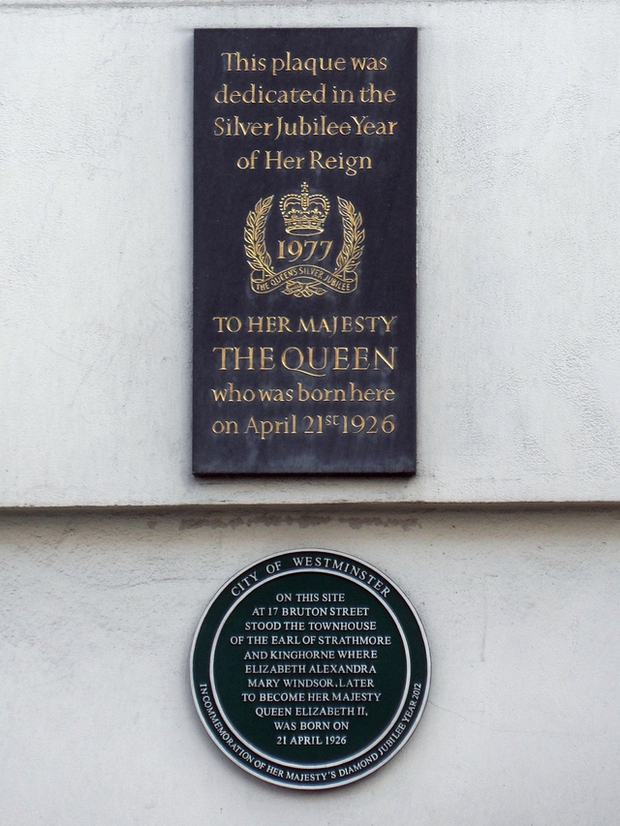 This plaque was
dedicated in the
Silver Jubilee Year
of Her Reign
1977
THE QUEEN'S SILVER JUBILEE
TO HER MAJESTY
THE QUEEN
who was born here
on April 21st 1926
CITY OF WESTMINSTER
ON THIS SITE
AT 17 BRUTON STREET
STOOD THE TOWNHOUSE
OF THE EARL OF STRATHMORE
AND KINGHORNE WHERE
ELIZABETH ALEXANDRA
MARY WINDSOR, LATER
TO BECOME HER MAJESTY
QUEEN ELIZABETH II,
WAS BORN ON
21 APRIL 1926
IN COMMEMORATION OF HER MAJESTY'S DIAMOND JUBILEE YEAR 2012